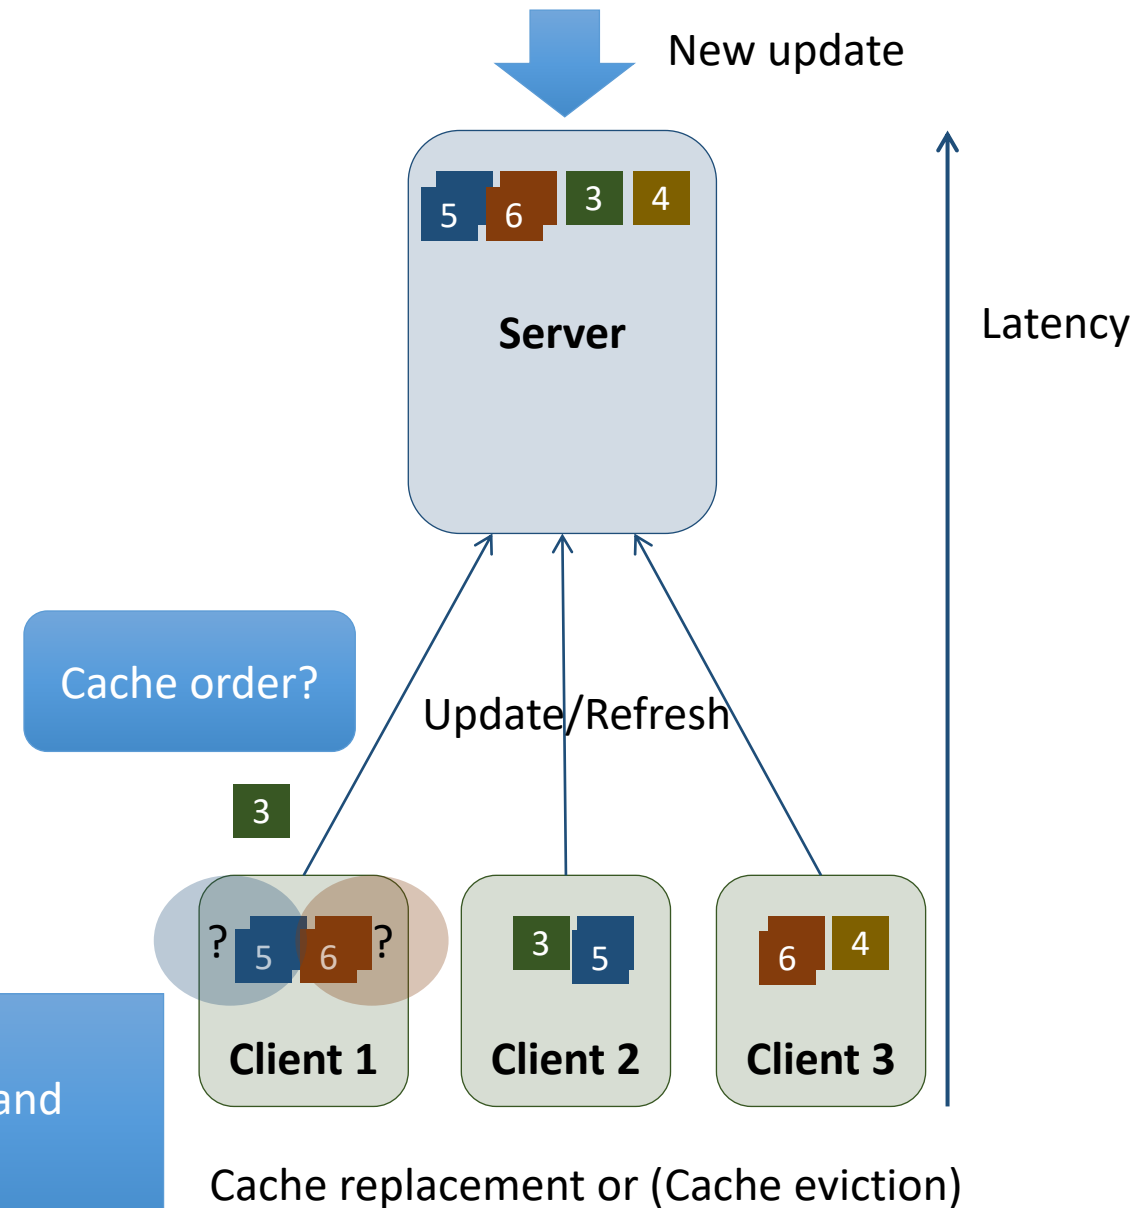 New update
5 6 3 4
Server
Latency
Cache order?
Update/Refresh
3
? 5 6 ?
3 5
6 4
Client 1
Client 2
Client 3
and
Cache replacement or (Cache eviction)